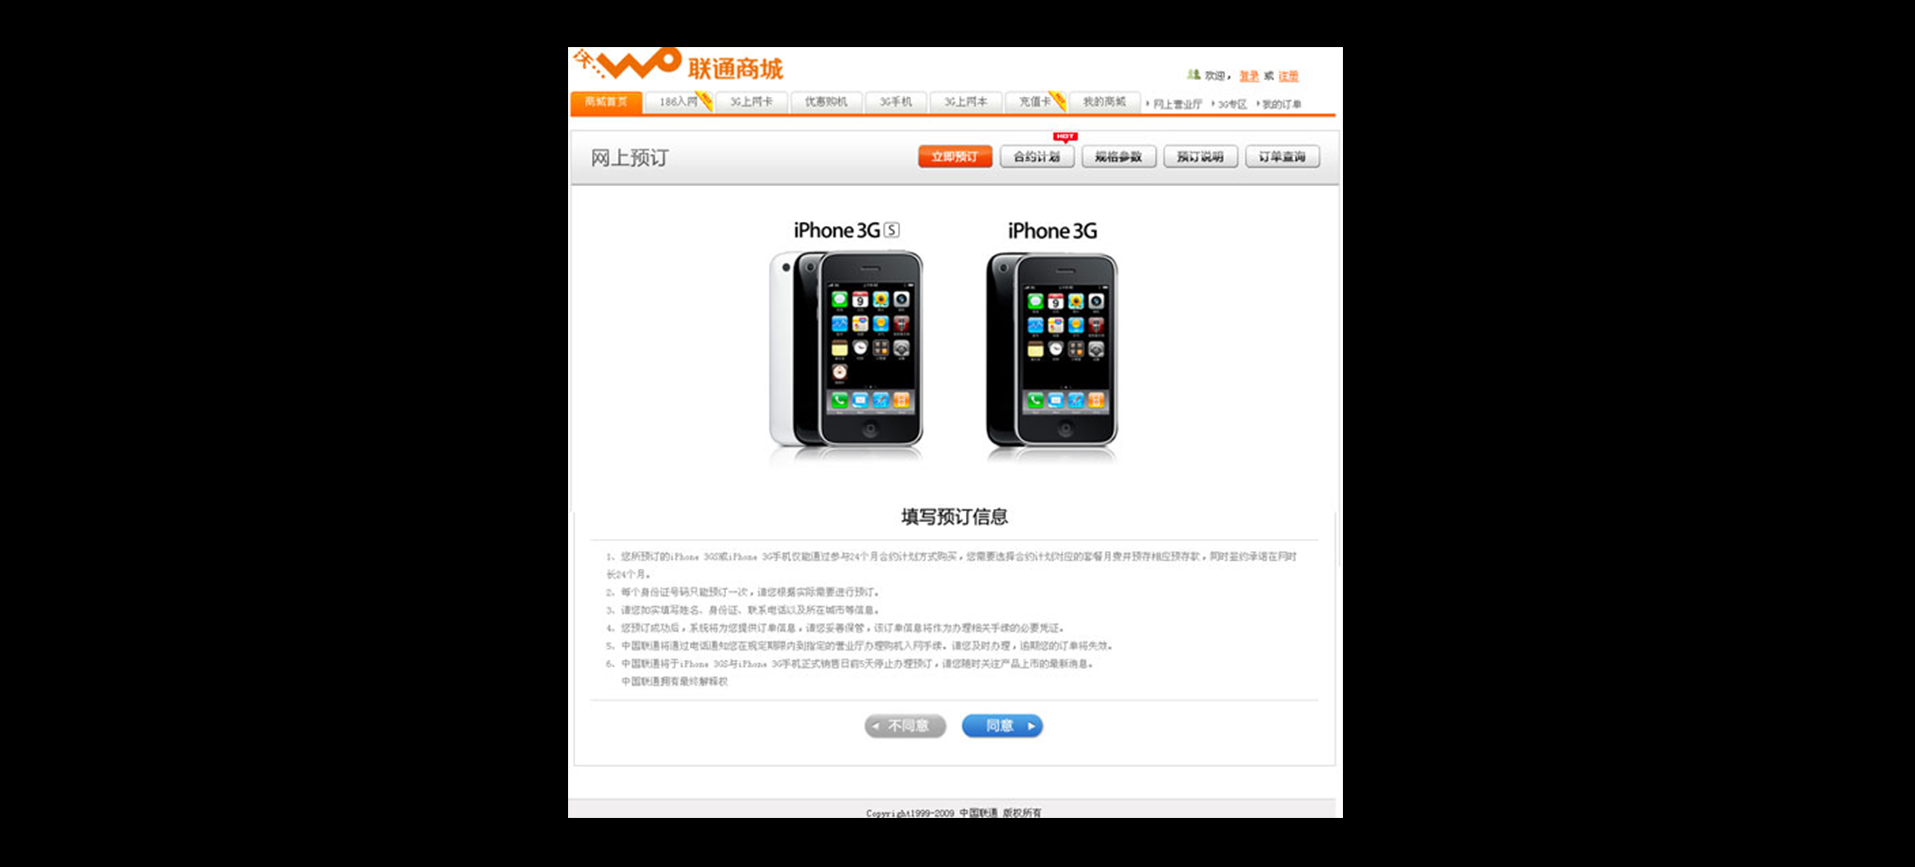 沃 WO 联通商城
欢迎，登录 或 注册
商城首页 186入网 3G上网卡 优惠购机 3G手机 3G上网本 充值卡 我的商城 网上营业厅 3G专区 我的订单
HOT
网上预订 立即预订 合约计划 规格参数 预订说明 订单查询
iPhone 3G S iPhone 3G
填写预订信息
1、您所预订的iPhone 3GS或iPhone 3G手机仅能通过参与24个月合约计划方式购买，您需要选择合约计划对应的套餐月费并预存相应预存款，同时签约承诺在网时
长24个月。
2、每个身份证号码只能预订一次，请您根据实际需要进行预订。
3、请您如实填写姓名、身份证、联系电话以及所在城市等信息。
4、您预订成功后，系统将为您提供订单信息，请您妥善保管，该订单信息将作为办理相关手续的必要凭证。
5、中国联通将通过电话通知您在规定期限内到指定的营业厅办理购机入网手续。请您及时办理，逾期您的订单将失效。
6、中国联通将于iPhone 3GS与iPhone 3G手机正式销售日前5天停止办理预订，请您随时关注产品上市的最新消息。
中国联通拥有最终解释权
不同意 同意
Copyright1999-2009 中国联通 版权所有